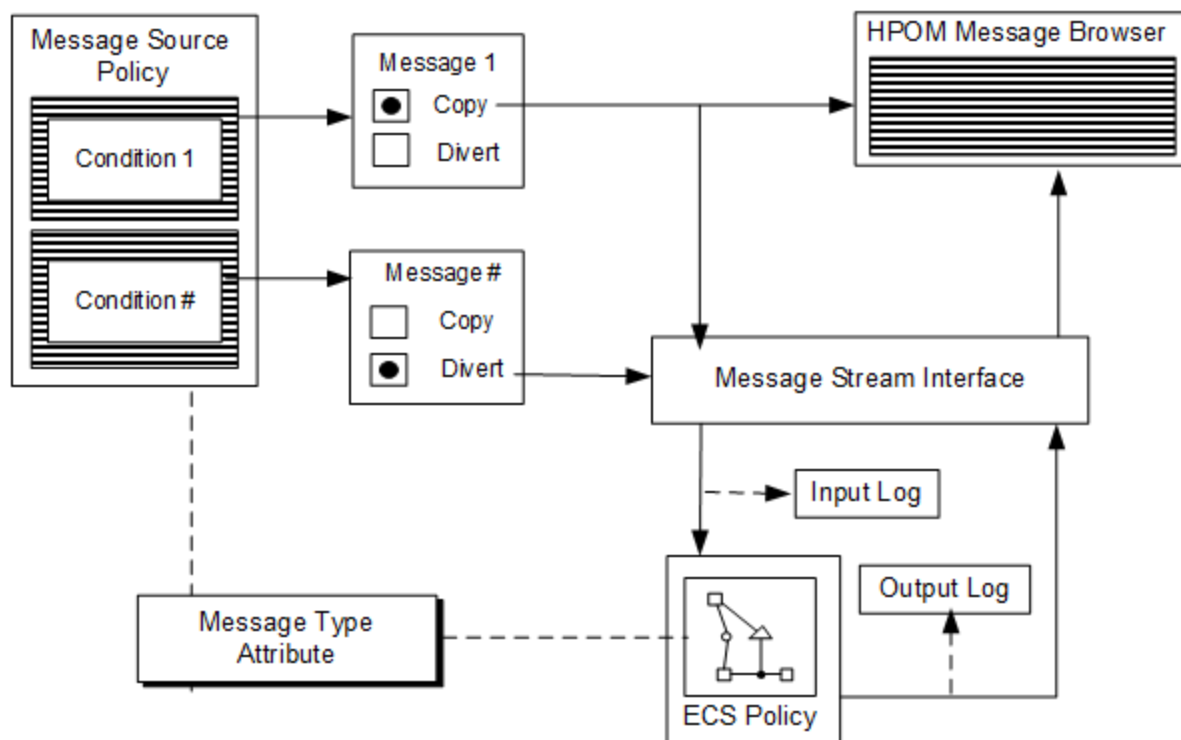 Message Source
Policy
Condition 1
Condition #
Message 1
Copy
Divert
Message #
Copy
Divert
HPOM Message Browser
Message Stream Interface
Input Log
Output Log
Message Type
Attribute
ECS Policy